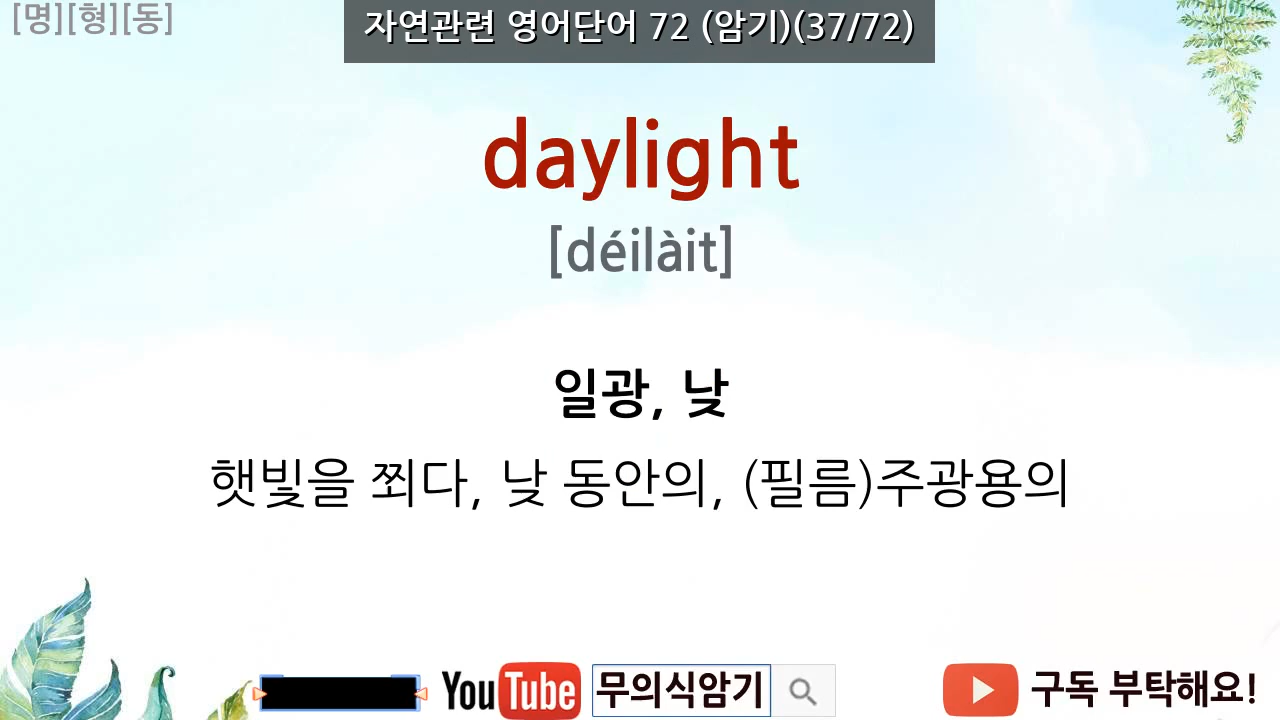 [명][형][동]
자연관련 영어단어 72 (암기)(37/72)
daylight
[déilàit]
일광, 낮
햇빛을 쬐다, 낮 동안의, (필름)주광용의
YouTube 무의식암기
구독 부탁해요!